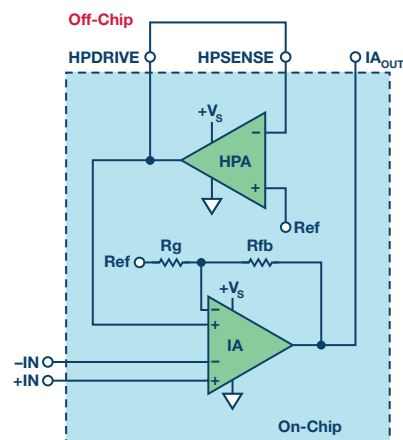 Off-Chip
HPDRIVE HPSENSE IAOUT
+VS
−
HPA
+
Ref
Rg Rfb
Ref
+VS
−
+
IA
−IN −
+IN +
On-Chip